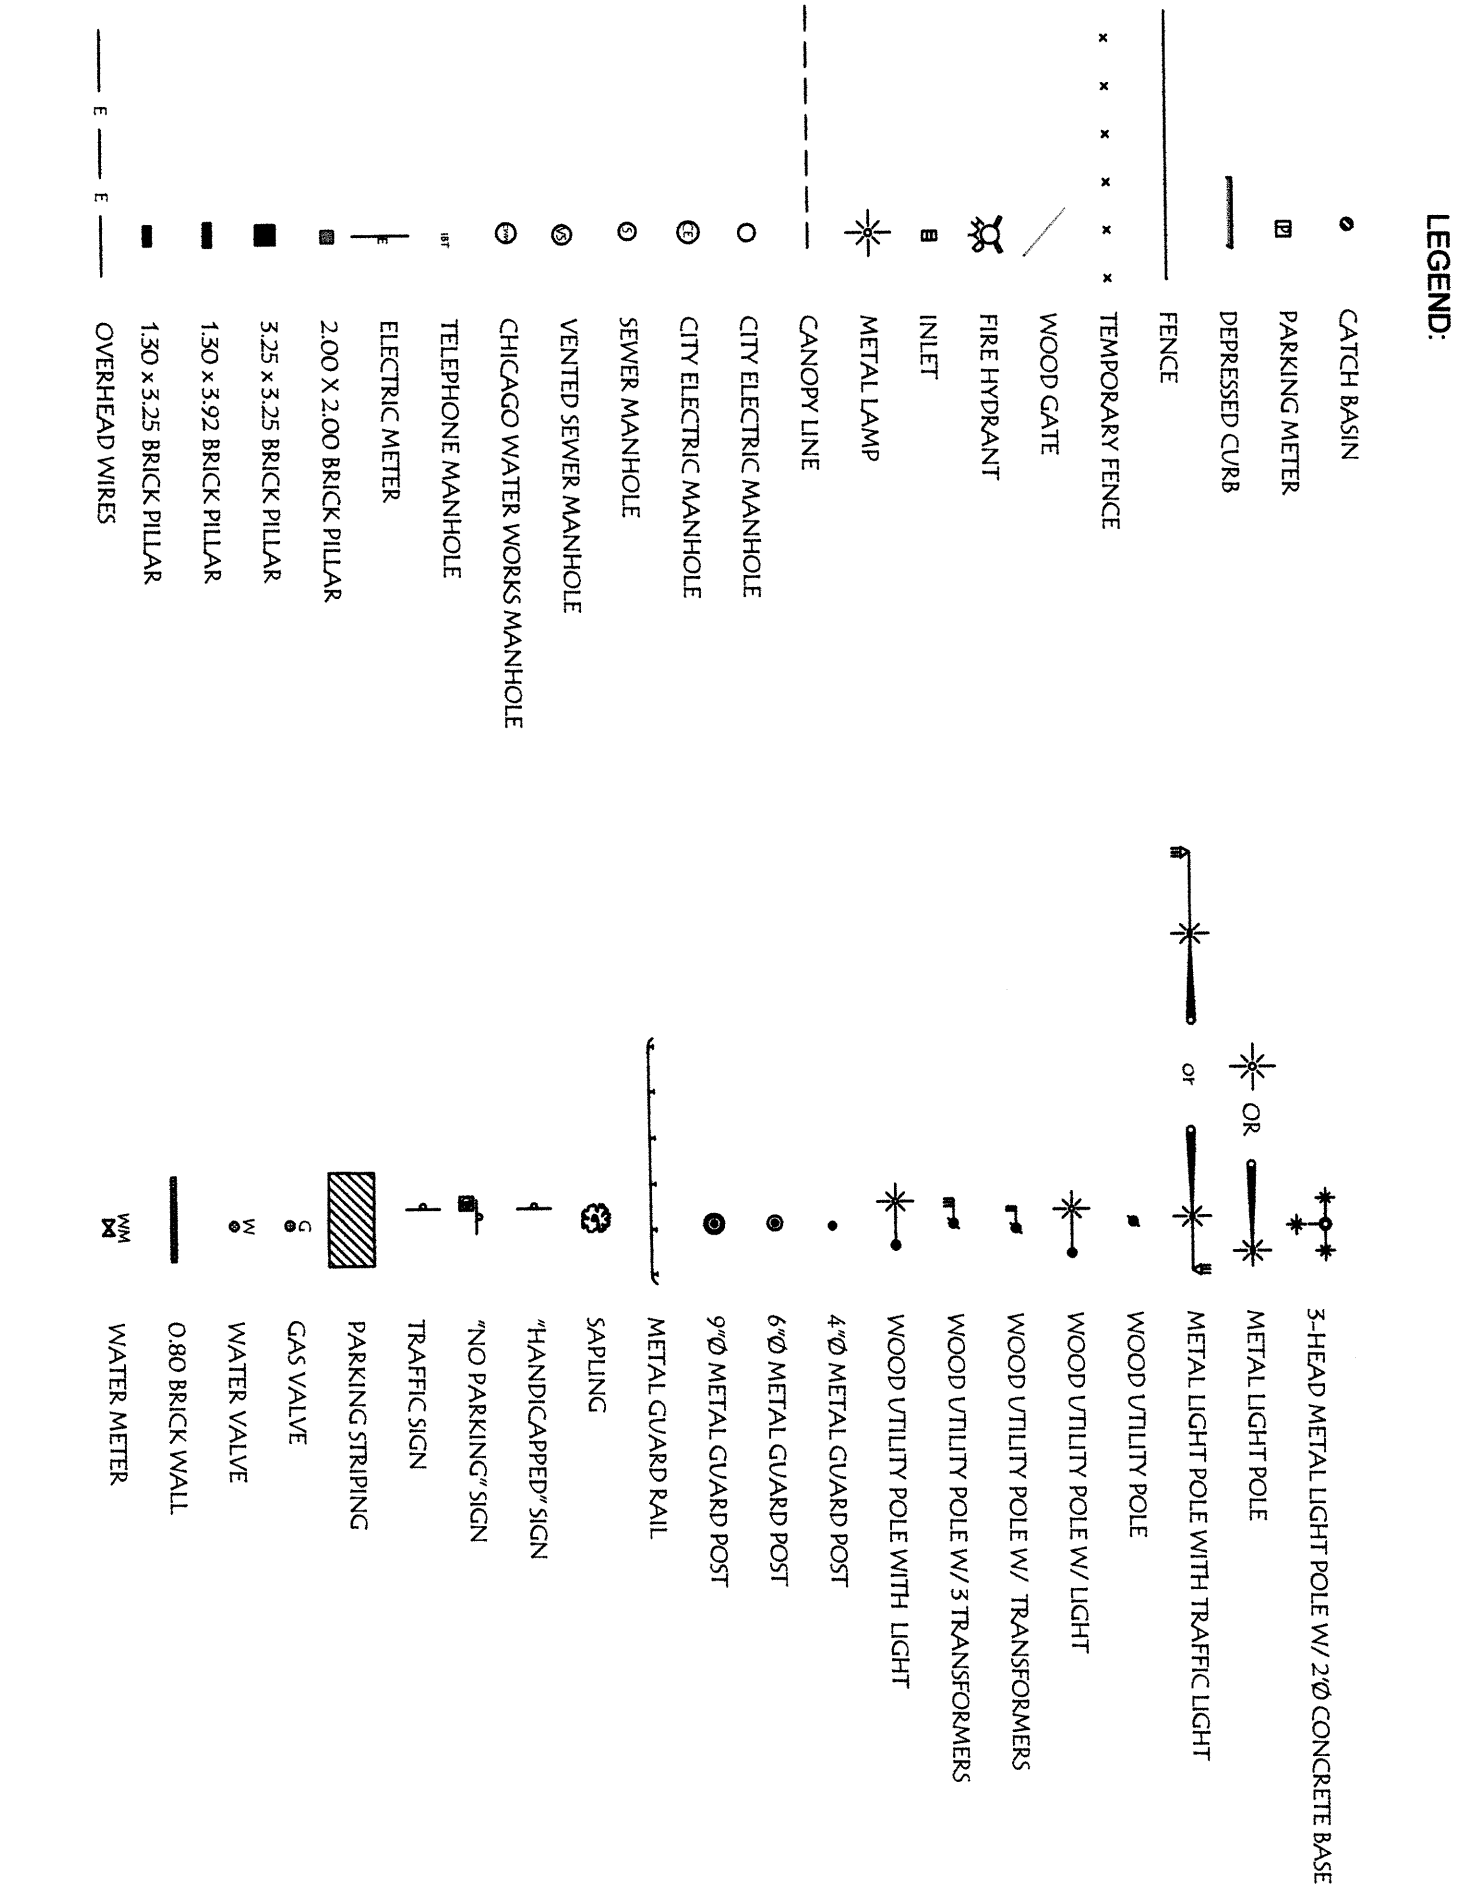 LEGEND:
CATCH BASIN
P PARKING METER
DEPRESSED CURB
FENCE
x x x x x x TEMPORARY FENCE
WOOD GATE
FIRE HYDRANT
INLET
METAL LAMP
CANOPY LINE
CITY ELECTRIC MANHOLE
CE CITY ELECTRIC MANHOLE
S SEWER MANHOLE
VS VENTED SEWER MANHOLE
CHICAGO WATER WORKS MANHOLE
IBT TELEPHONE MANHOLE
E ELECTRIC METER
2.00 X 2.00 BRICK PILLAR
3.25 x 3.25 BRICK PILLAR
1.30 x 3.92 BRICK PILLAR
1.30 x 3.25 BRICK PILLAR
E E OVERHEAD WIRES
3-HEAD METAL LIGHT POLE W/ 2'Ø CONCRETE BASE
OR METAL LIGHT POLE
or METAL LIGHT POLE WITH TRAFFIC LIGHT
WOOD UTILITY POLE
WOOD UTILITY POLE W/ LIGHT
WOOD UTILITY POLE W/ TRANSFORMERS
WOOD UTILITY POLE W/ 3 TRANSFORMERS
WOOD UTILITY POLE WITH LIGHT
4"Ø METAL GUARD POST
6"Ø METAL GUARD POST
9"Ø METAL GUARD POST
METAL GUARD RAIL
SAPLING
"HANDICAPPED" SIGN
"NO PARKING" SIGN
TRAFFIC SIGN
PARKING STRIPING
G GAS VALVE
W WATER VALVE
0.80 BRICK WALL
WM WATER METER